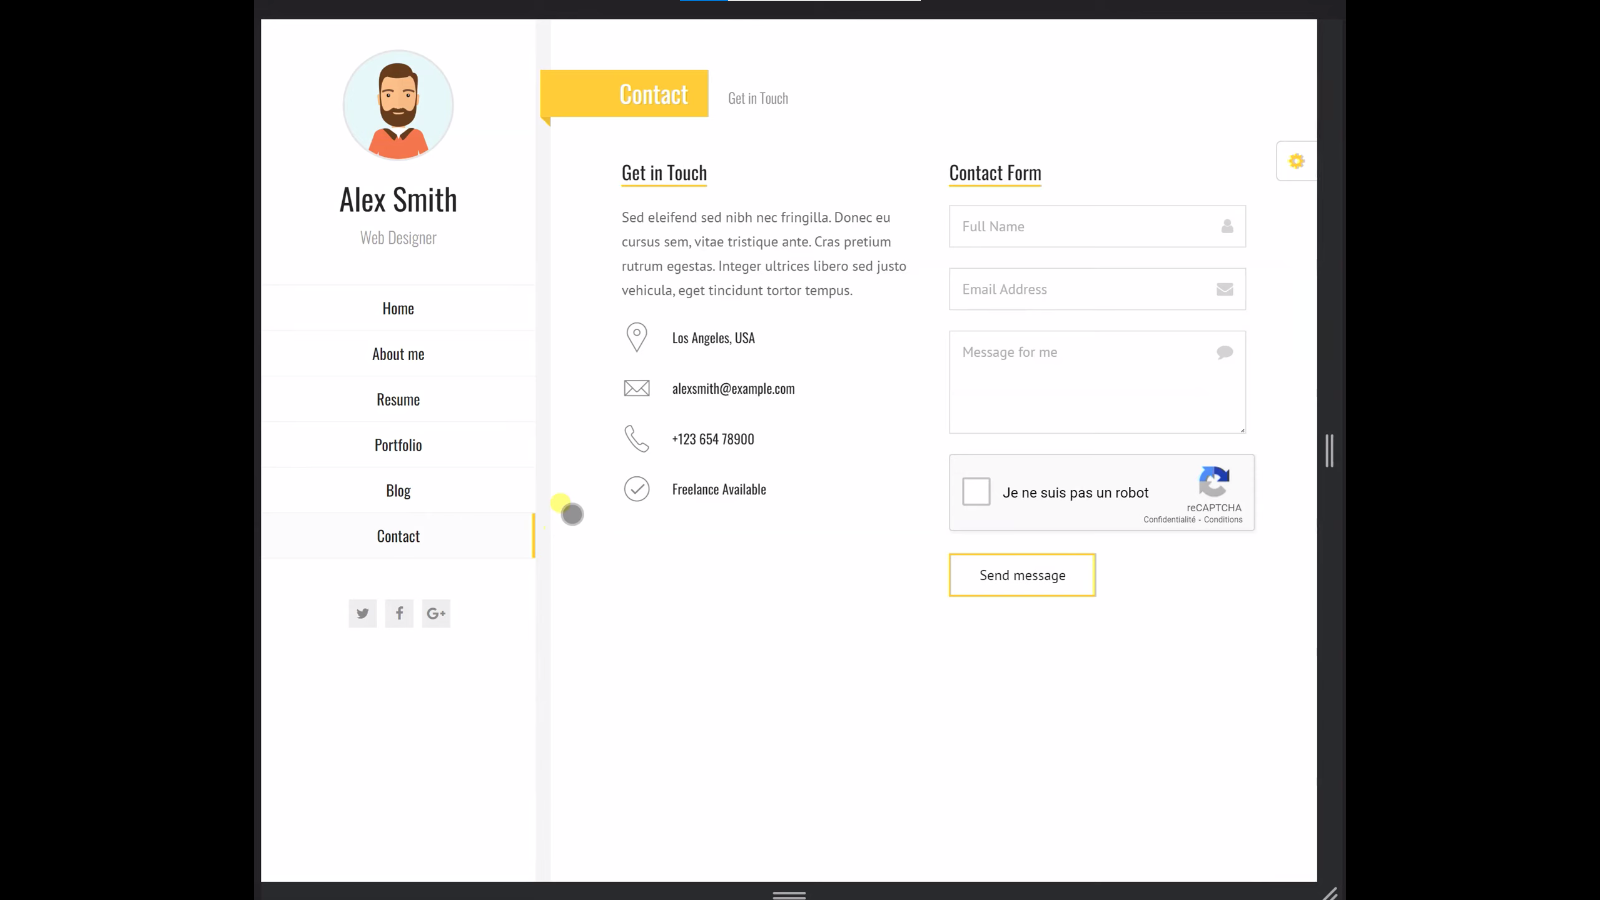 Alex Smith
Web Designer
Home
About me
Resume
Portfolio
Blog
Contact
G+
Contact
Get in Touch
Get in Touch
Sed eleifend sed nibh nec fringilla. Donec eu
cursus sem, vitae tristique ante. Cras pretium
rutrum egestas. Integer ultrices libero sed justo
vehicula, eget tincidunt tortor tempus.
Los Angeles, USA
alexsmith@example.com
+123 654 78900
Freelance Available
Contact Form
Full Name
Email Address
Message for me
Je ne suis pas un robot
reCAPTCHA
Confidentialité - Conditions
Send message